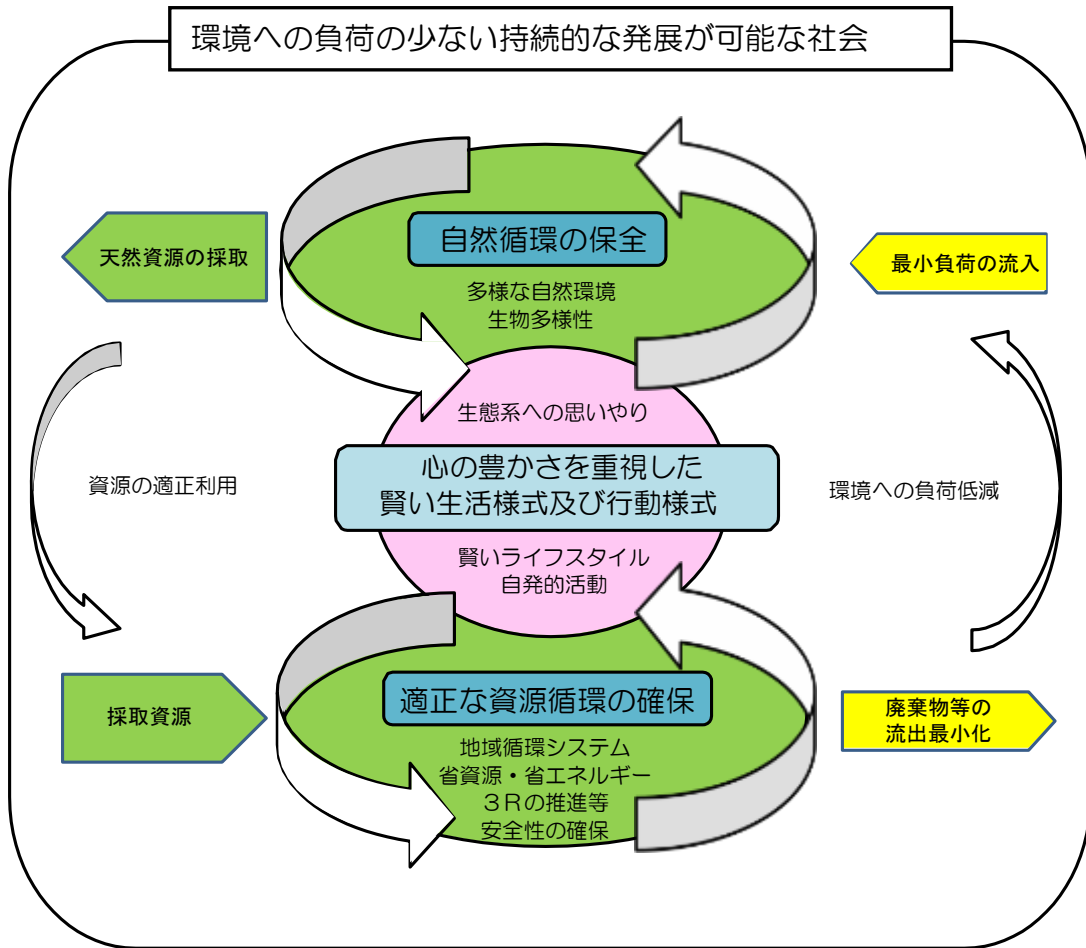 環境への負荷の少ない持続的な発展が可能な社会
自然循環の保全
天然資源の採取
最小負荷の流入
多様な自然環境
生物多様性
生態系への思いやり
心の豊かさを重視した
賢い生活様式及び行動様式
資源の適正利用
環境への負荷低減
賢いライフスタイル
自発的活動
適正な資源循環の確保
採取資源
廃棄物等の
流出最小化
地域循環システム
省資源・省エネルギー
３Ｒの推進等
安全性の確保